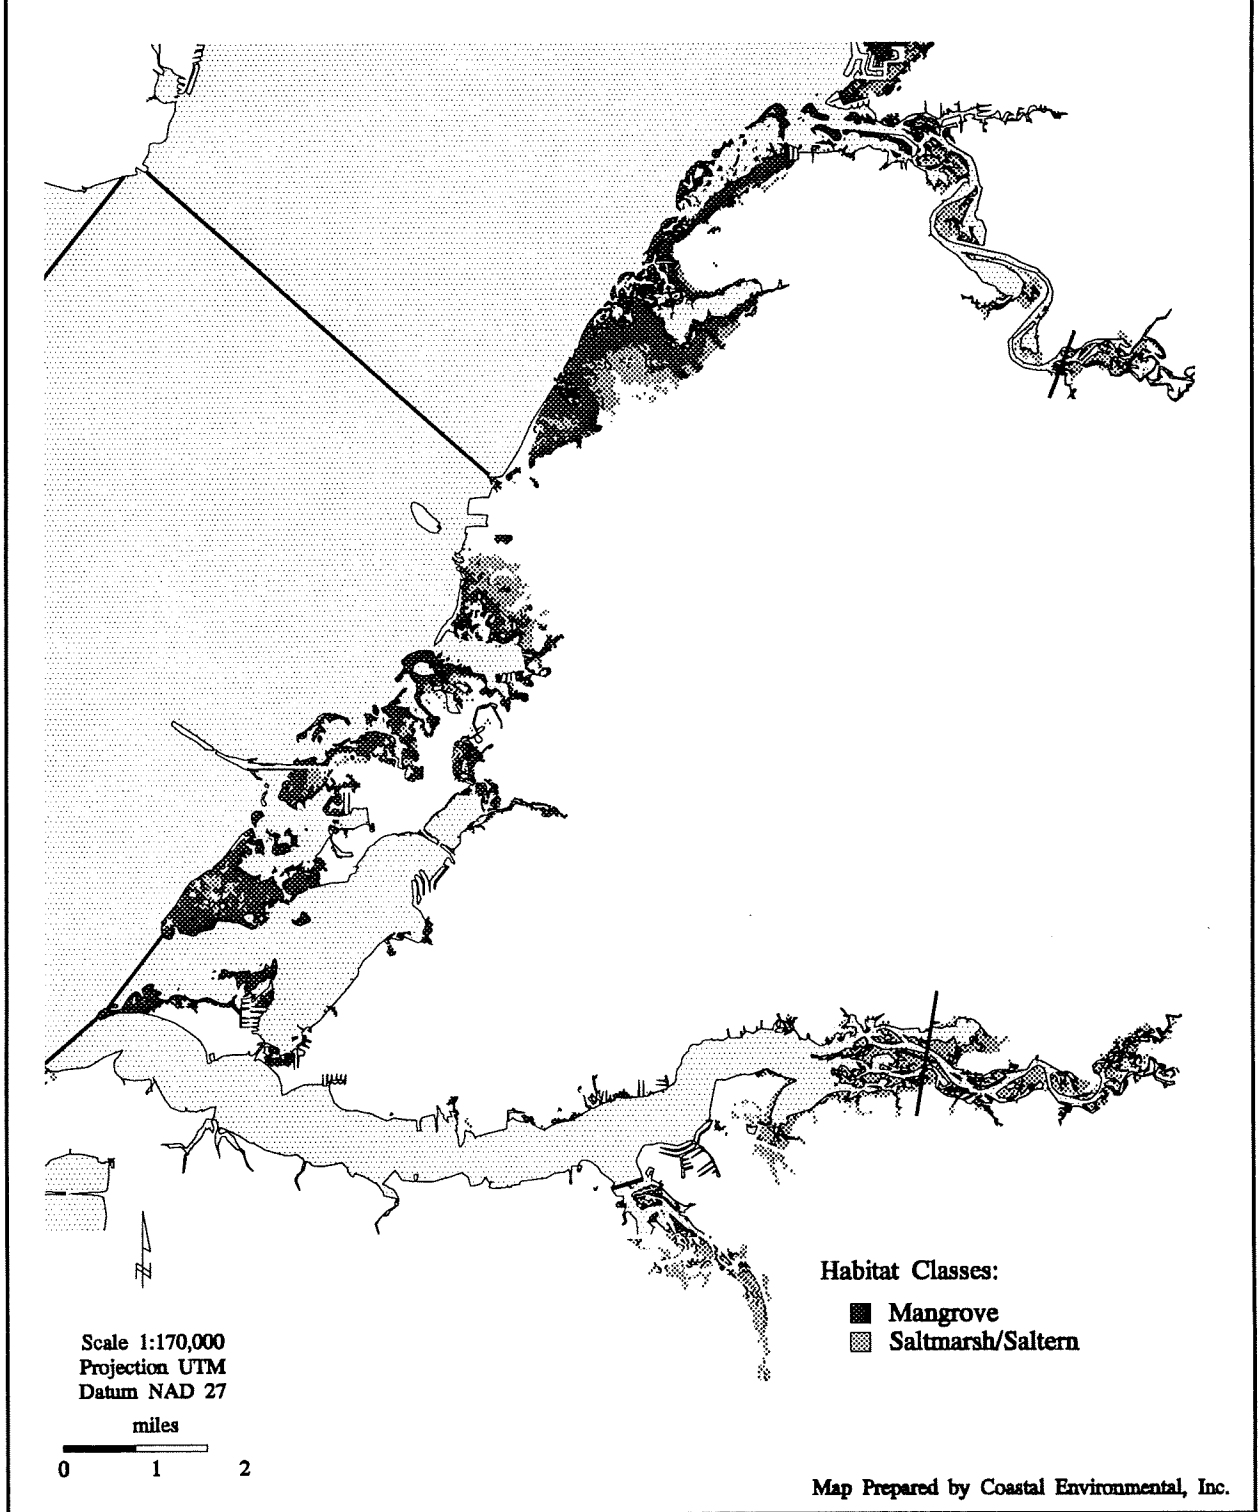 Habitat Classes:
Mangrove
Saltmarsh/Saltern
Scale 1:170,000
Projection UTM
Datum NAD 27
miles
0 1 2
N
Map Prepared by Coastal Environmental, Inc.